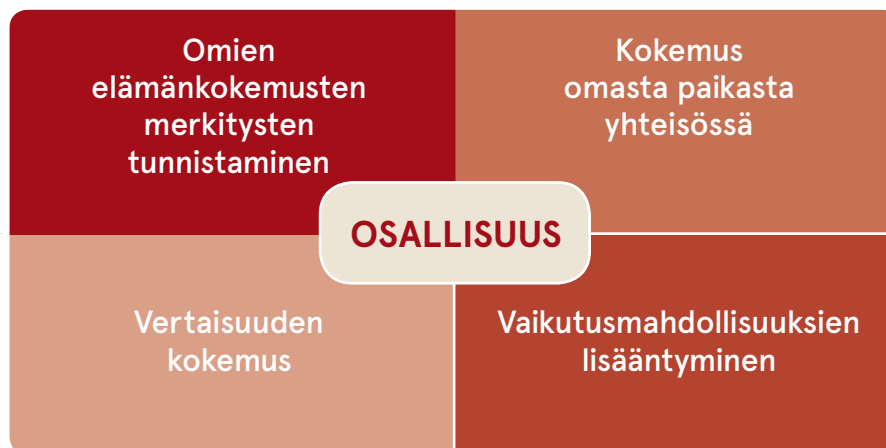 Omien
elämänkokemusten
merkitysten
tunnistaminen
Kokemus
omasta paikasta
yhteisössä
OSALLISUUS
Vertaisuuden
kokemus
Vaikutusmahdollisuuksien
lisääntyminen